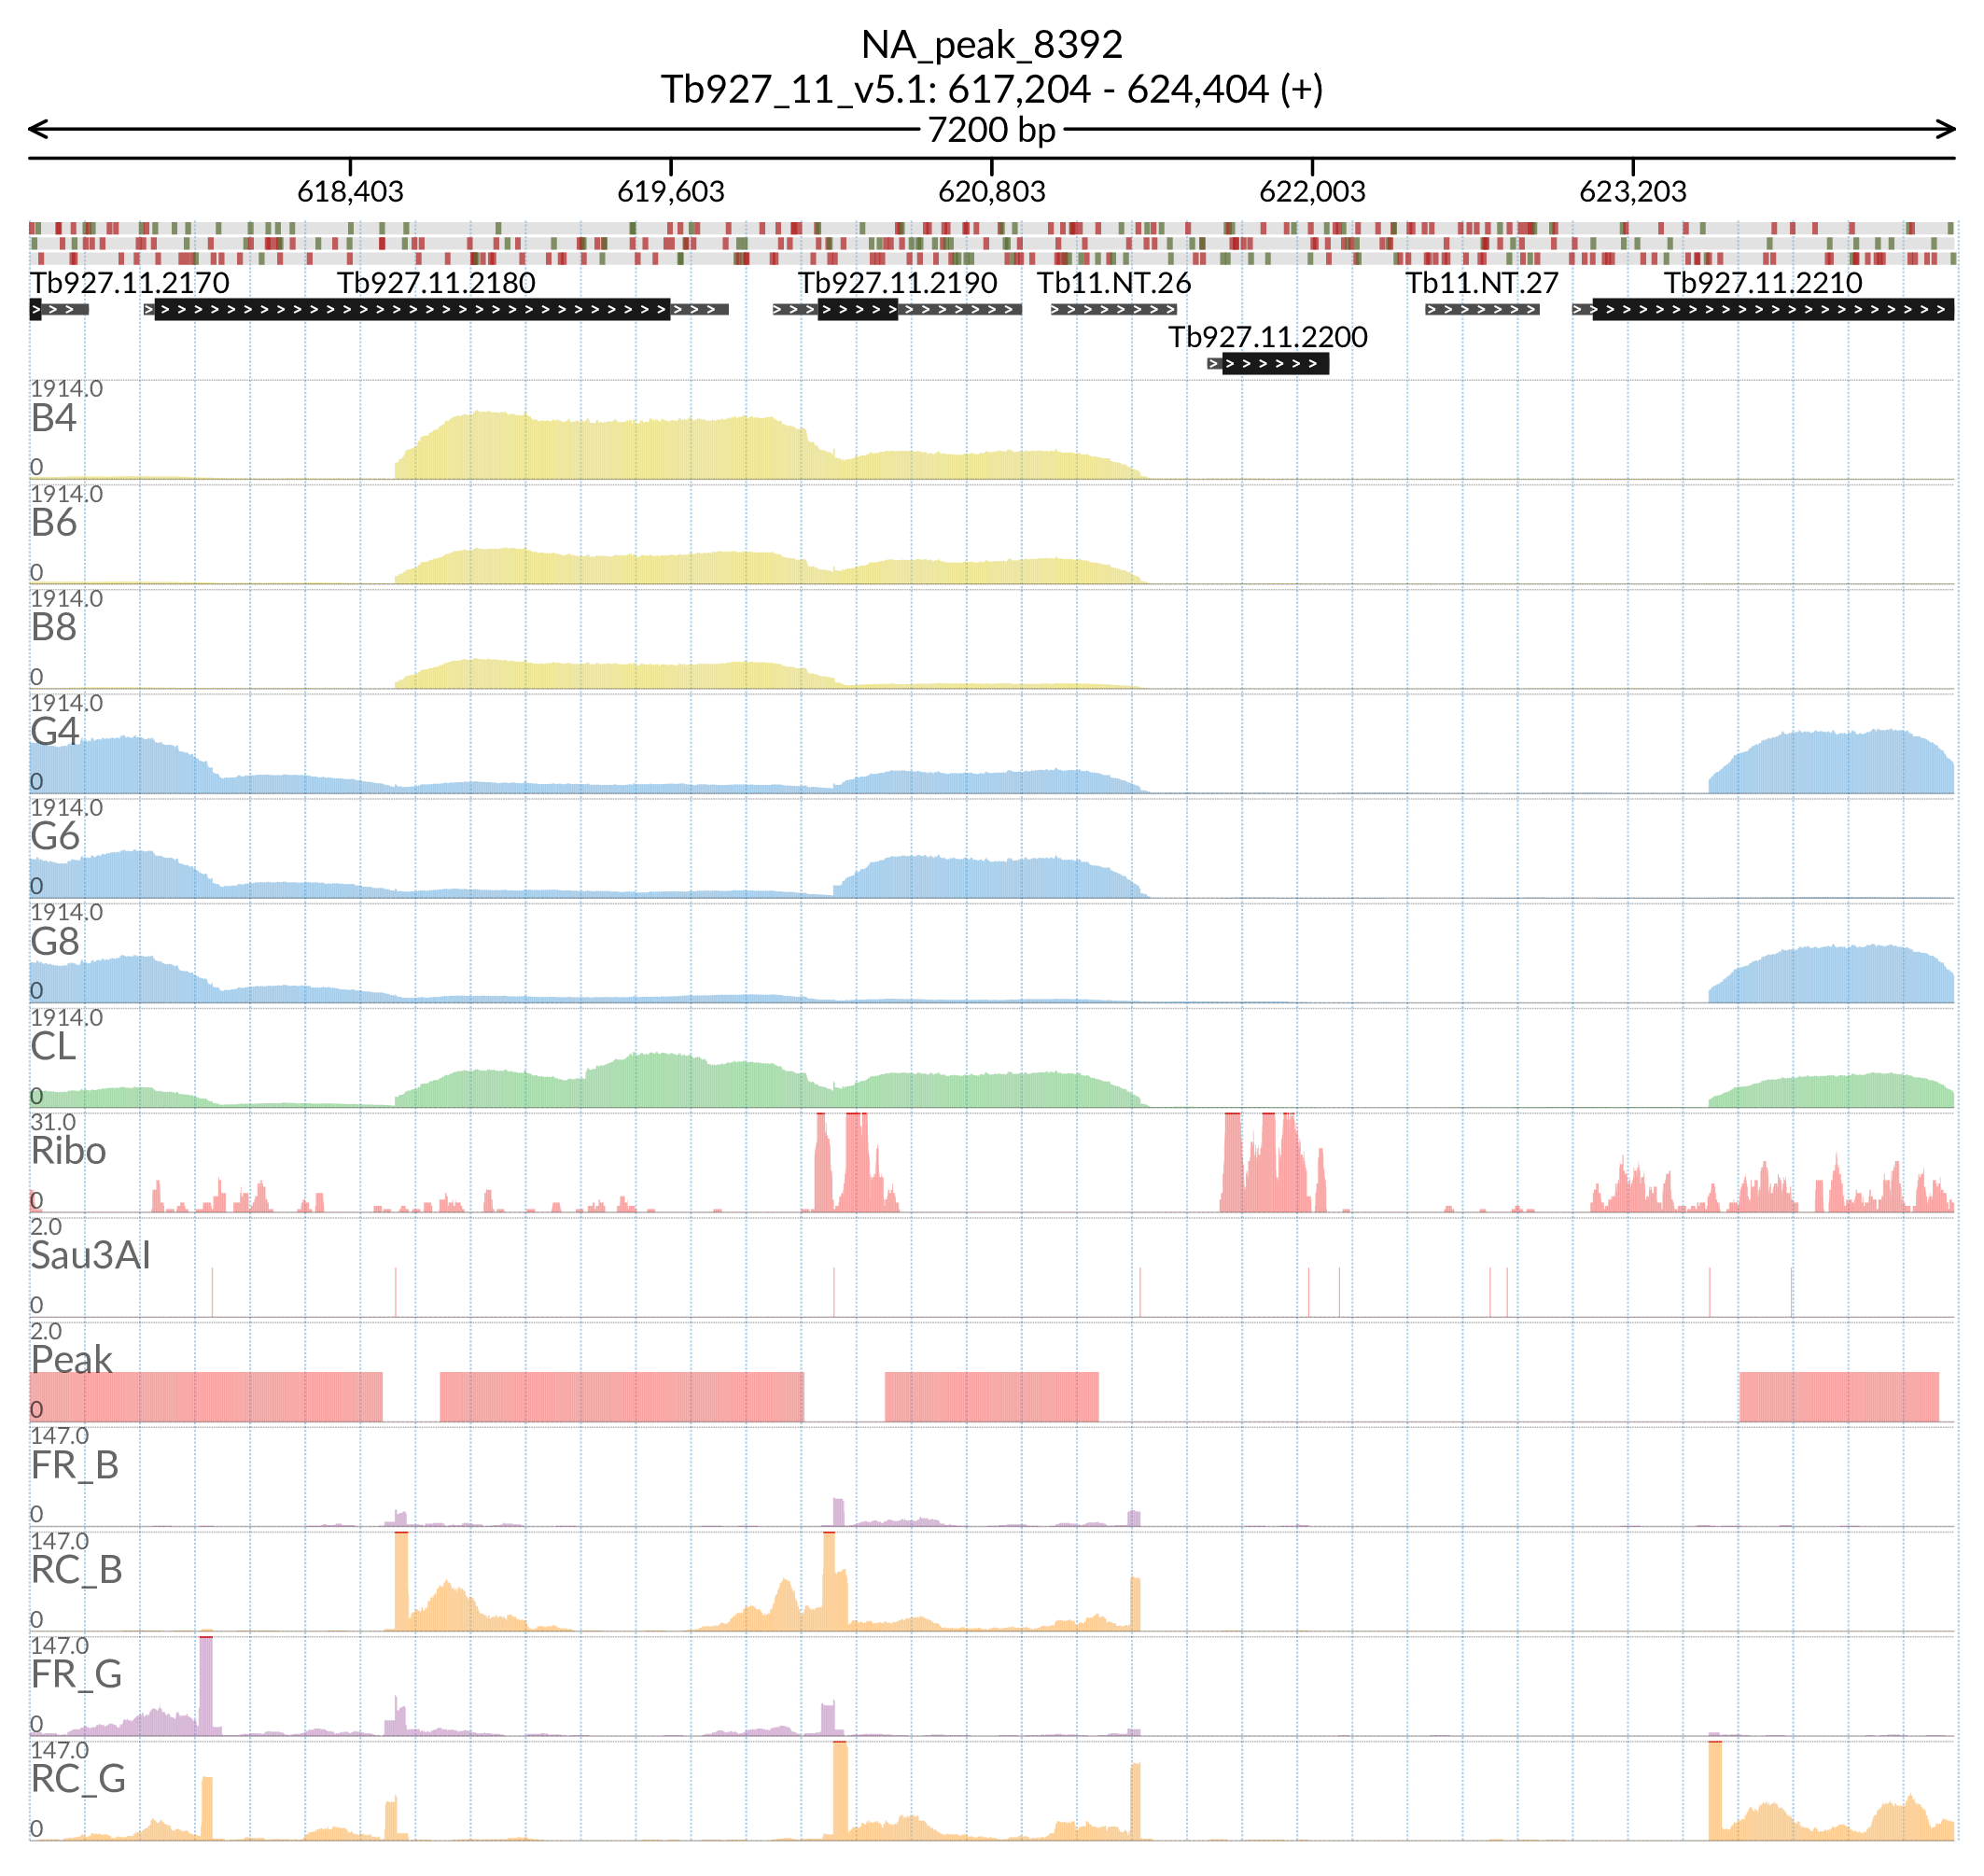 NA_peak_8392
Tb927_11_v5.1: 617,204 - 624,404 (+)
7200 bp
618,403 619,603 620,803 622,003 623,203
Tb927.11.2170 Tb927.11.2180 Tb927.11.2190 Tb11.NT.26 Tb11.NT.27 Tb927.11.2210
Tb927.11.2200
1914.0
B4
0
1914.0
B6
0
1914.0
B8
0
1914.0
G4
0
1914.0
G6
0
1914.0
G8
0
1914.0
CL
0
31.0
Ribo
0
2.0
Sau3AI
0
2.0
Peak
0
147.0
FR_B
0
147.0
RC_B
0
147.0
FR_G
0
147.0
RC_G
0